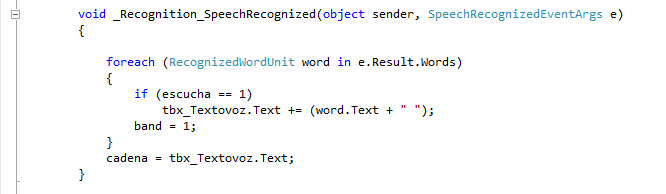 void _Recognition_SpeechRecognized(object sender, SpeechRecognizedEventArgs e)
{
foreach (RecognizedWordUnit word in e.Result.Words)
{
if (escucha == 1)
tbx_Textovoz.Text += (word.Text + " ");
band = 1;
}
cadena = tbx_Textovoz.Text;
}